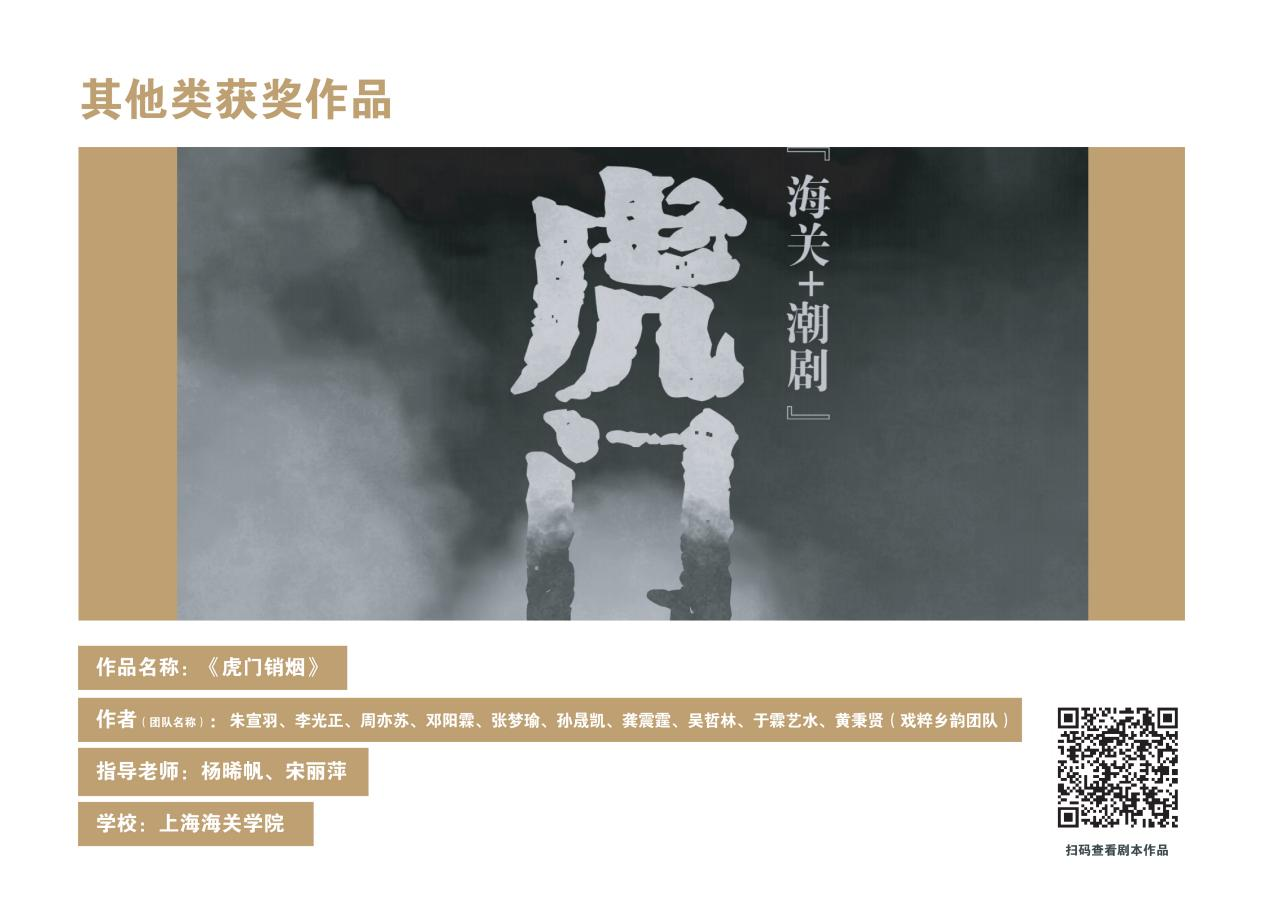 其他类获奖作品
虎门
『海关+潮剧』
作品名称：《虎门销烟》
作者（团队名称）：朱宣羽、李光正、周亦苏、邓阳霖、张梦瑜、孙晟凯、龚震霆、吴哲林、于霖艺水、黄秉贤（戏粹乡韵团队）
指导老师：杨晞帆、宋丽萍
学校：上海海关学院
扫码查看剧本作品